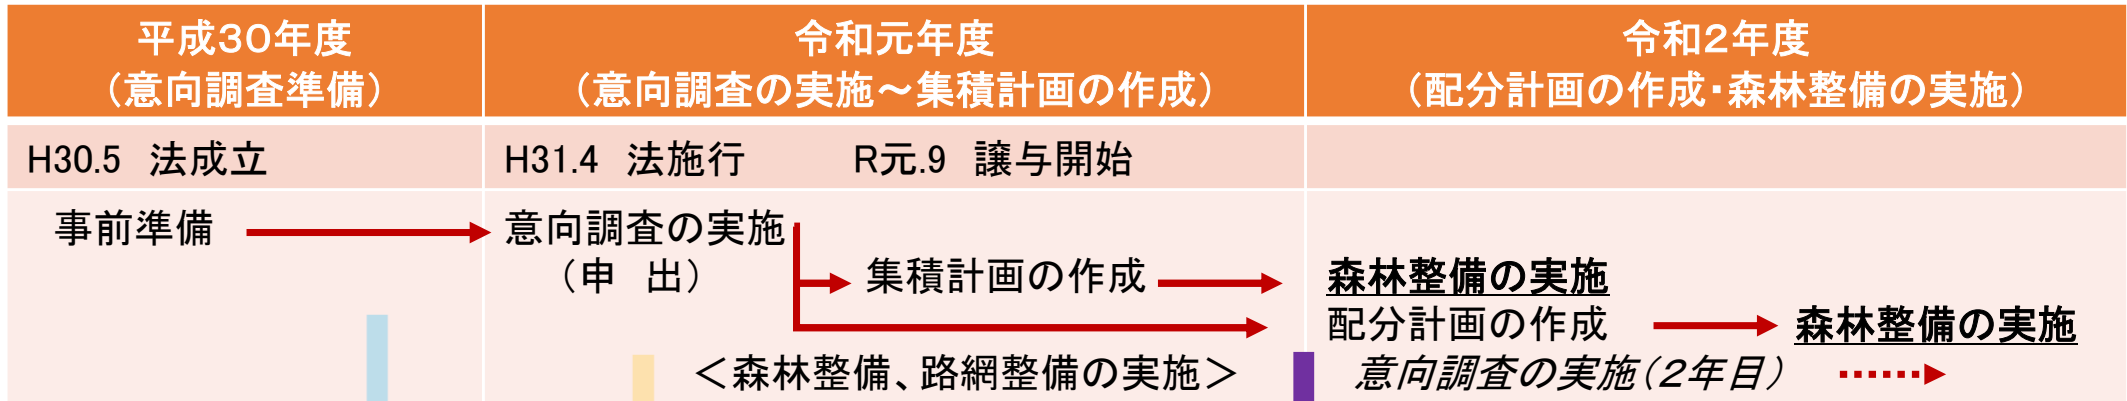 平成30年度
（意向調査準備）
令和元年度
（意向調査の実施～集積計画の作成）
令和2年度
（配分計画の作成・森林整備の実施）
H30.5　法成立
H31.4　法施行　　　R元.9　譲与開始
事前準備
意向調査の実施
（申　出）
集積計画の作成
森林整備の実施
配分計画の作成
森林整備の実施
＜森林整備、路網整備の実施＞
意向調査の実施（2年目）